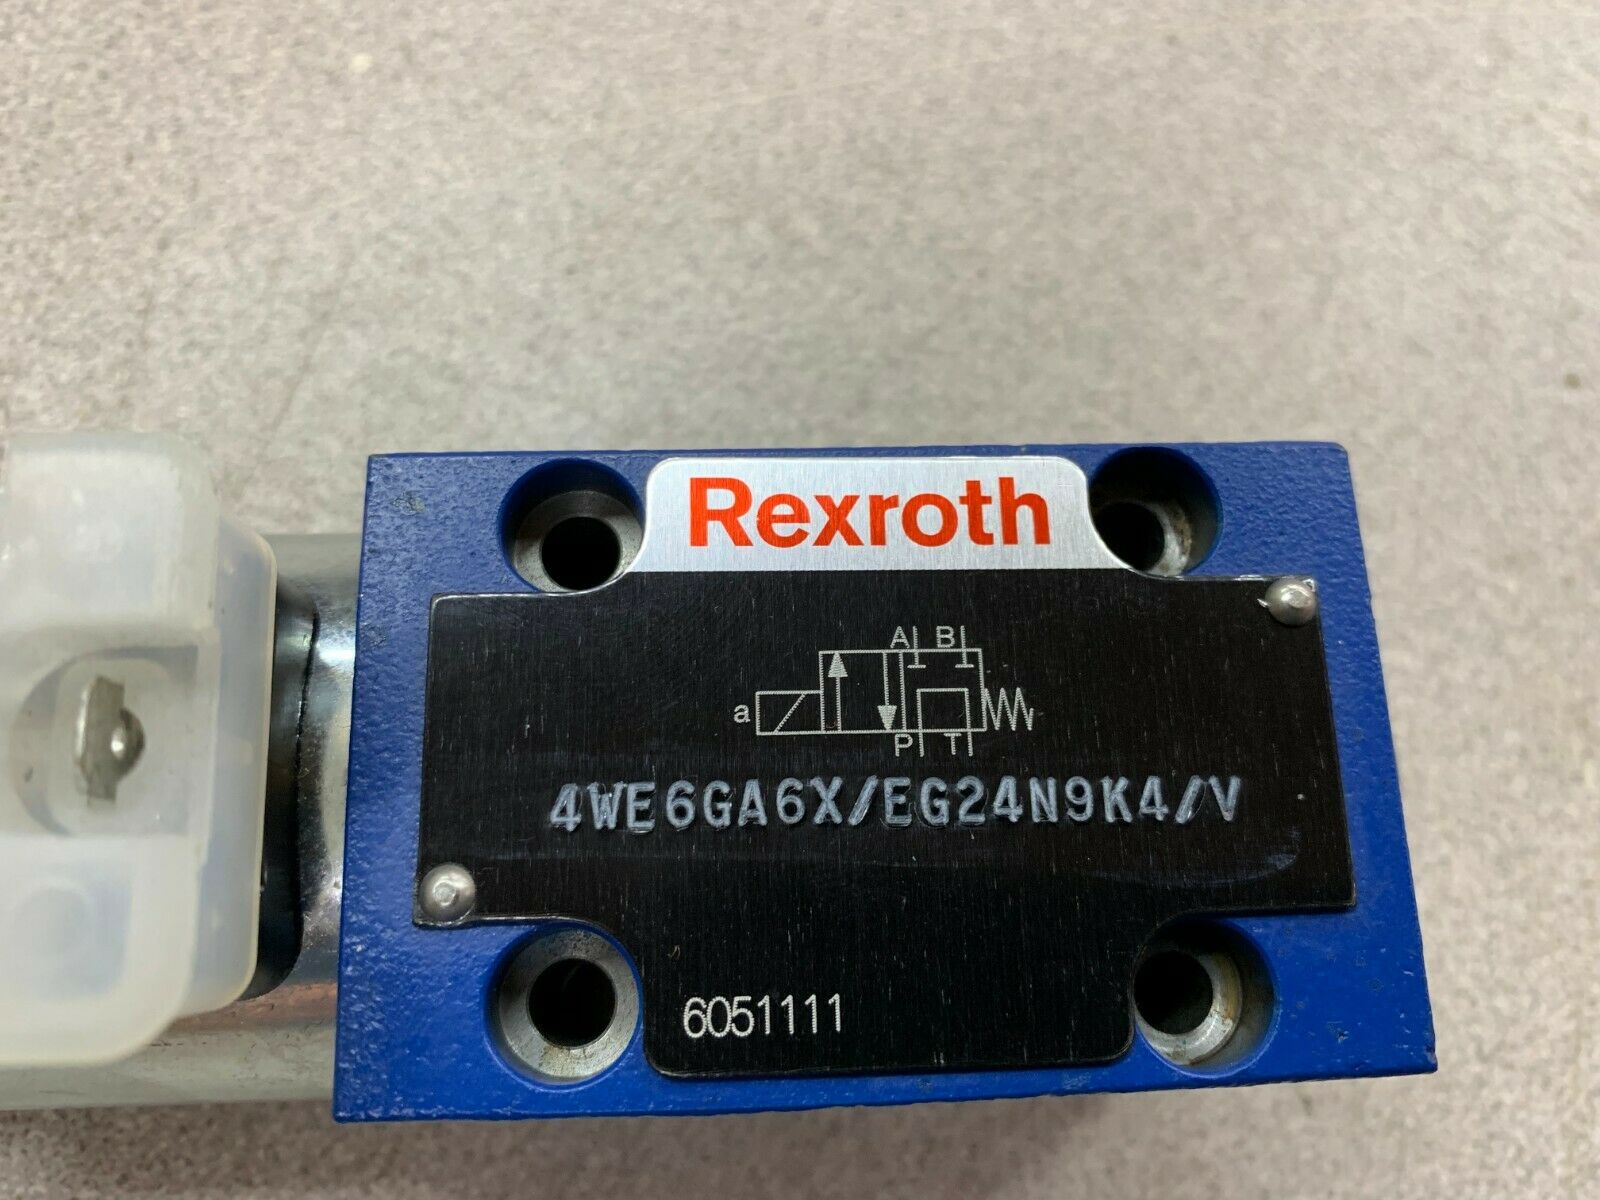 Rexroth
A B
a
P T
4WE6GA6X/EG24N9K4/V
6051111